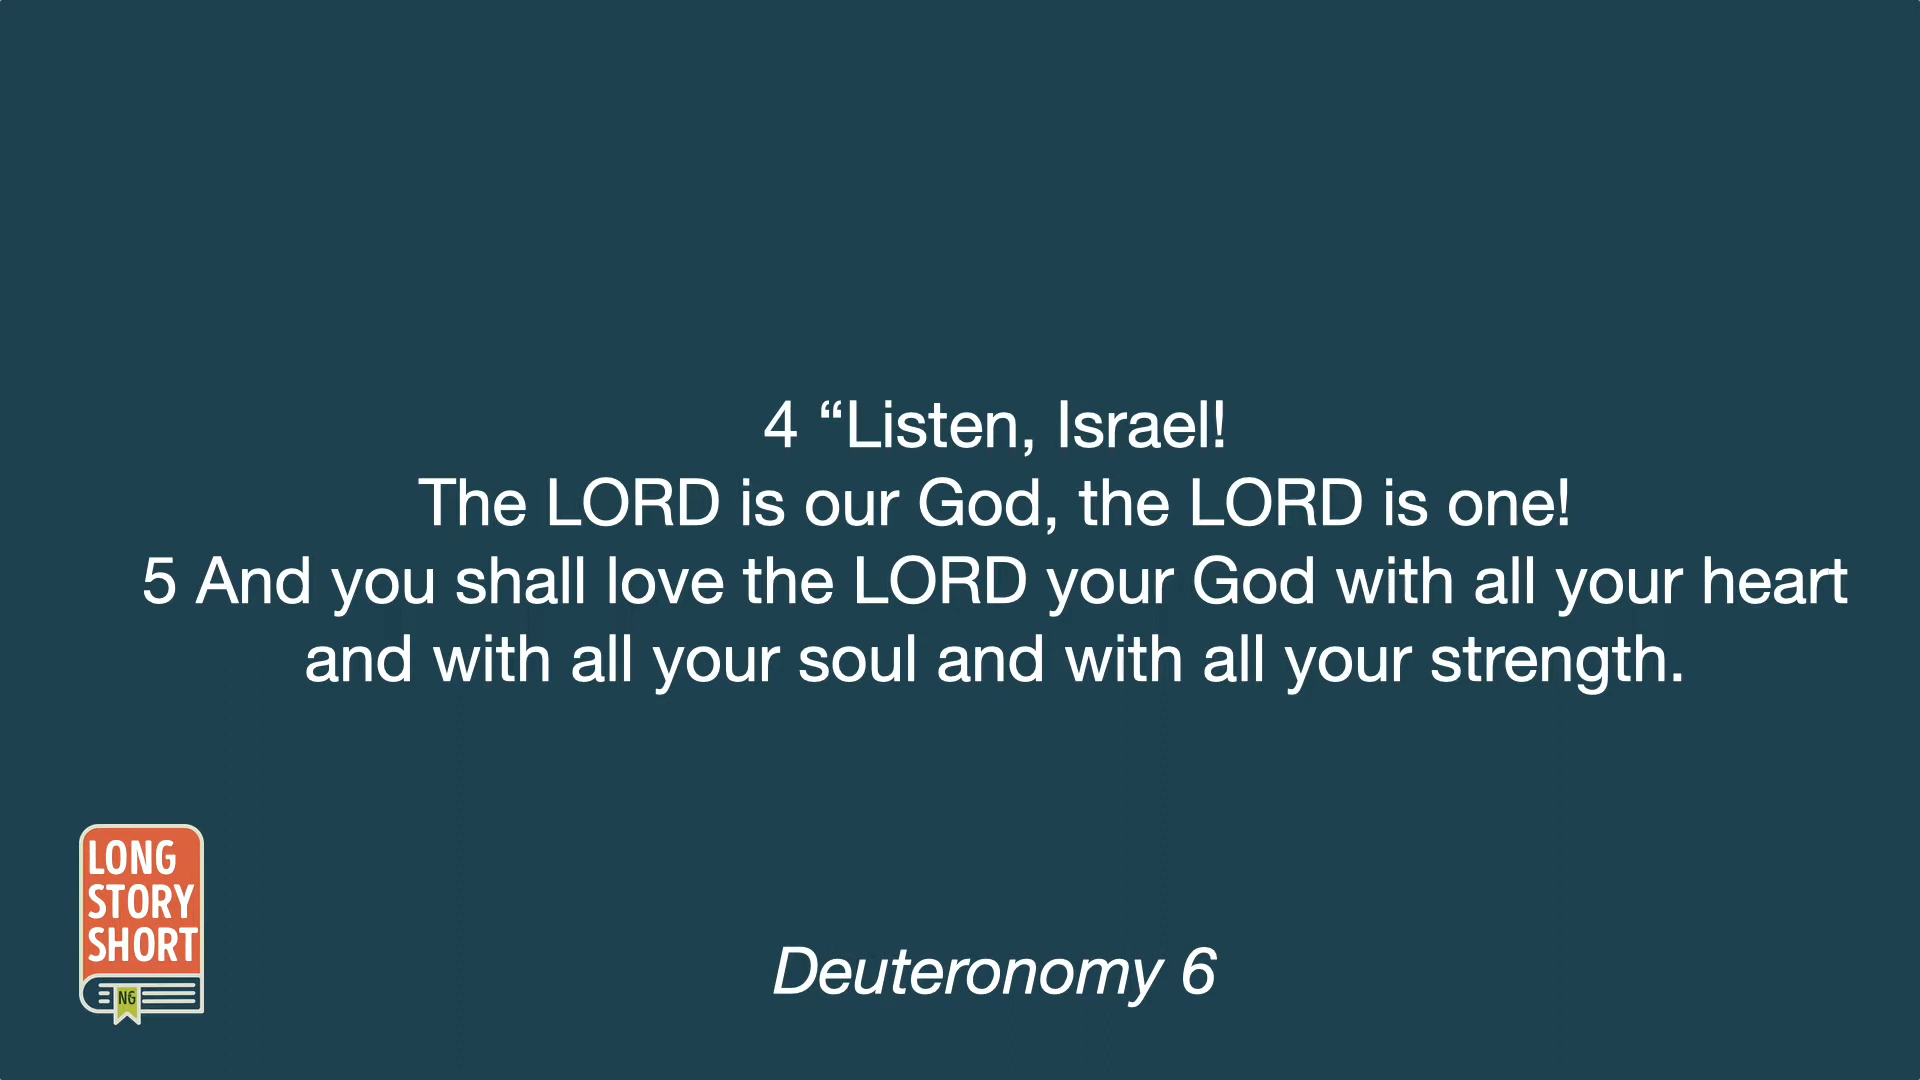 4 “Listen, Israel!
The LORD is our God, the LORD is one!
5 And you shall love the LORD your God with all your heart
and with all your soul and with all your strength.
LONG
STORY
SHORT
NG
Deuteronomy 6